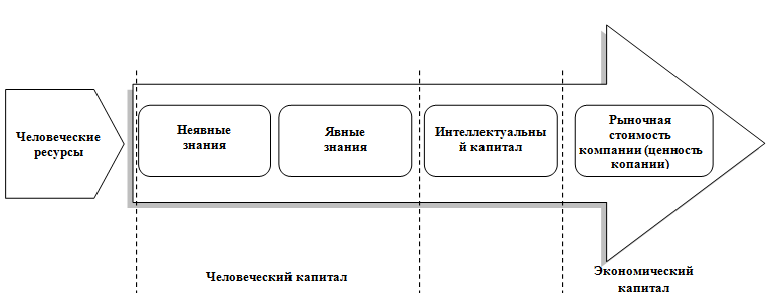 Человеческие
ресурсы
Неявные
знания
Явные
знания
Интеллектуальны
й капитал
Рыночная
стоимость
компании (ценность
копании)
Человеческий капитал
Экономический
капитал